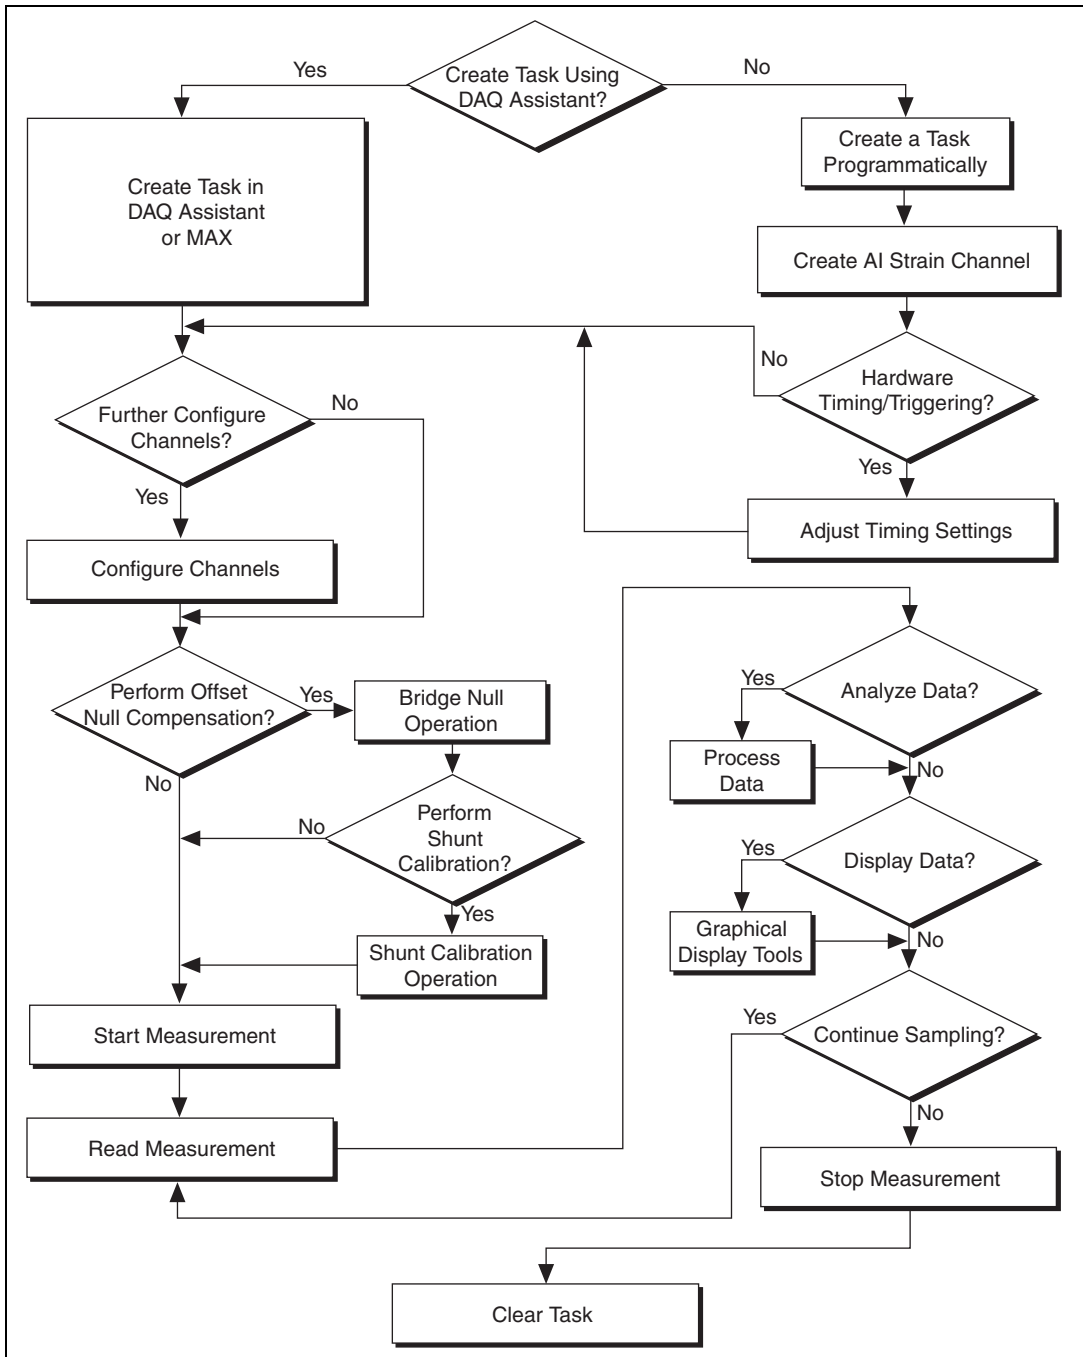 Create Task Using
DAQ Assistant?
Yes
No
Create Task in
DAQ Assistant
or MAX
Create a Task
Programmatically
Create AI Strain Channel
Hardware
Timing/Triggering?
No
Yes
Adjust Timing Settings
Further Configure
Channels?
No
Yes
Configure Channels
Perform Offset
Null Compensation?
Yes
No
Bridge Null
Operation
Perform
Shunt
Calibration?
No
Yes
Shunt Calibration
Operation
Start Measurement
Read Measurement
Analyze Data?
Yes
No
Process
Data
Display Data?
Yes
No
Graphical
Display Tools
Continue Sampling?
Yes
No
Stop Measurement
Clear Task